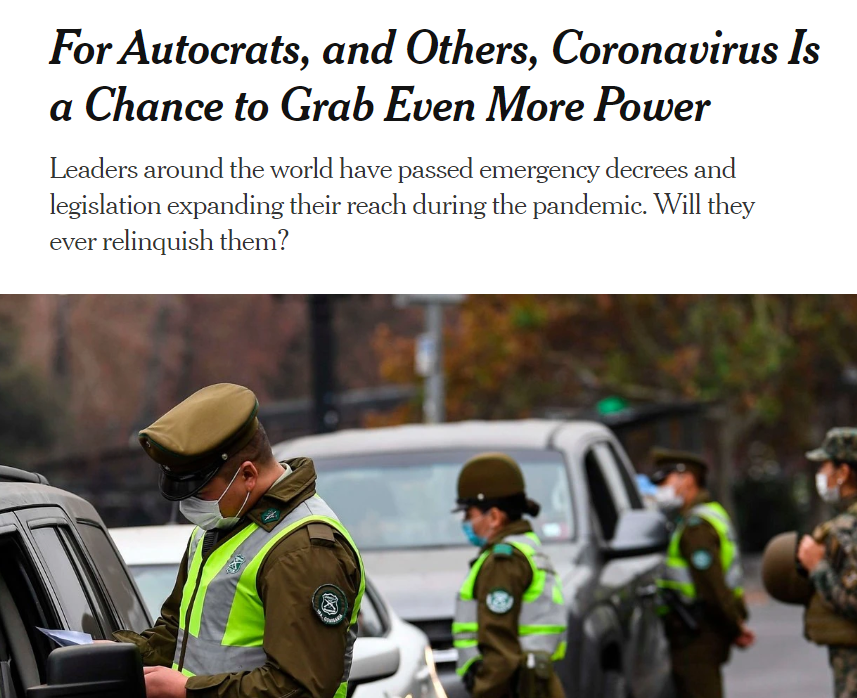 For Autocrats, and Others, Coronavirus Is
a Chance to Grab Even More Power
Leaders around the world have passed emergency decrees and
legislation expanding their reach during the pandemic. Will they
ever relinquish them?